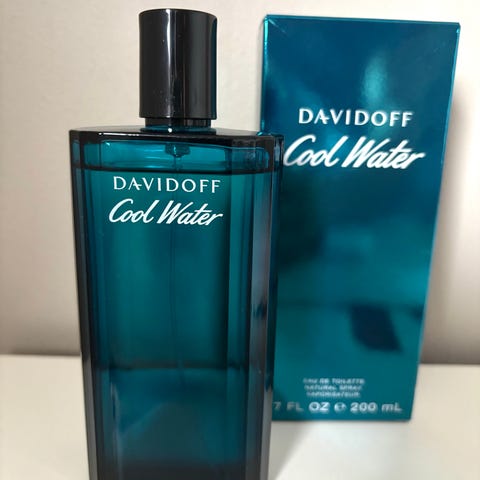 DAVIDOFF
Cool Water
DAVIDOFF
Cool Water
EAU DE TOILETTE
NATURAL SPRAY
VAPORISATEUR
7 FL OZ e 200 mL